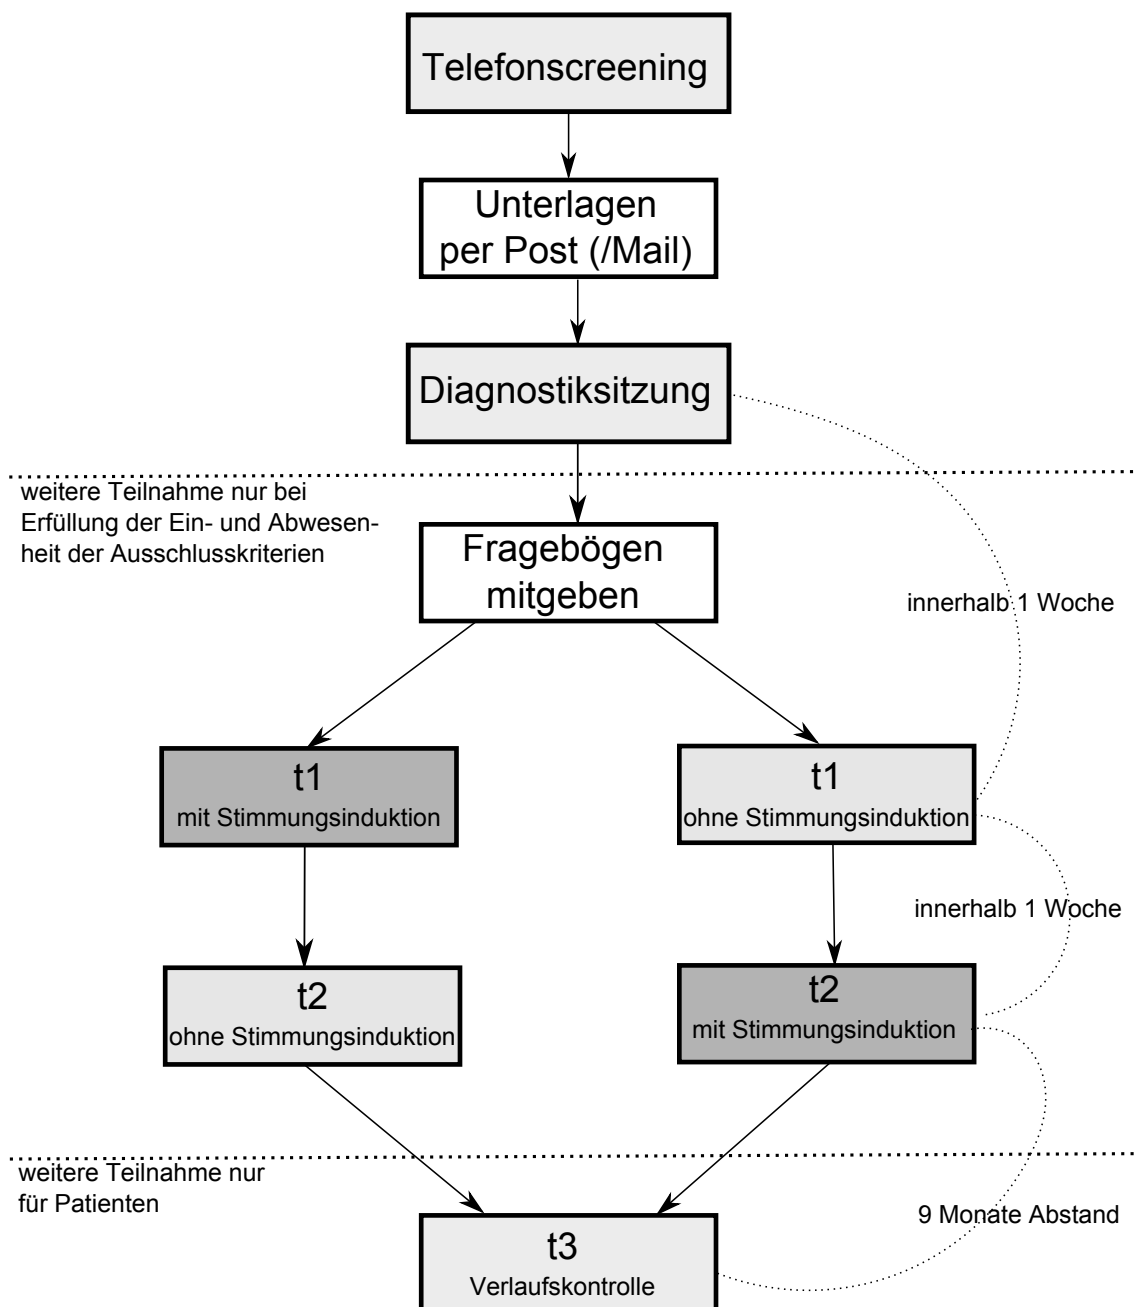 Telefonscreening
Unterlagen
per Post (/Mail)
Diagnostiksitzung
weitere Teilnahme nur bei
Erfüllung der Ein- und Abwesen-
heit der Ausschlusskriterien
Fragebögen
mitgeben
innerhalb 1 Woche
t1
mit Stimmungsinduktion
t1
ohne Stimmungsinduktion
innerhalb 1 Woche
t2
ohne Stimmungsinduktion
t2
mit Stimmungsinduktion
weitere Teilnahme nur
für Patienten
9 Monate Abstand
t3
Verlaufskontrolle